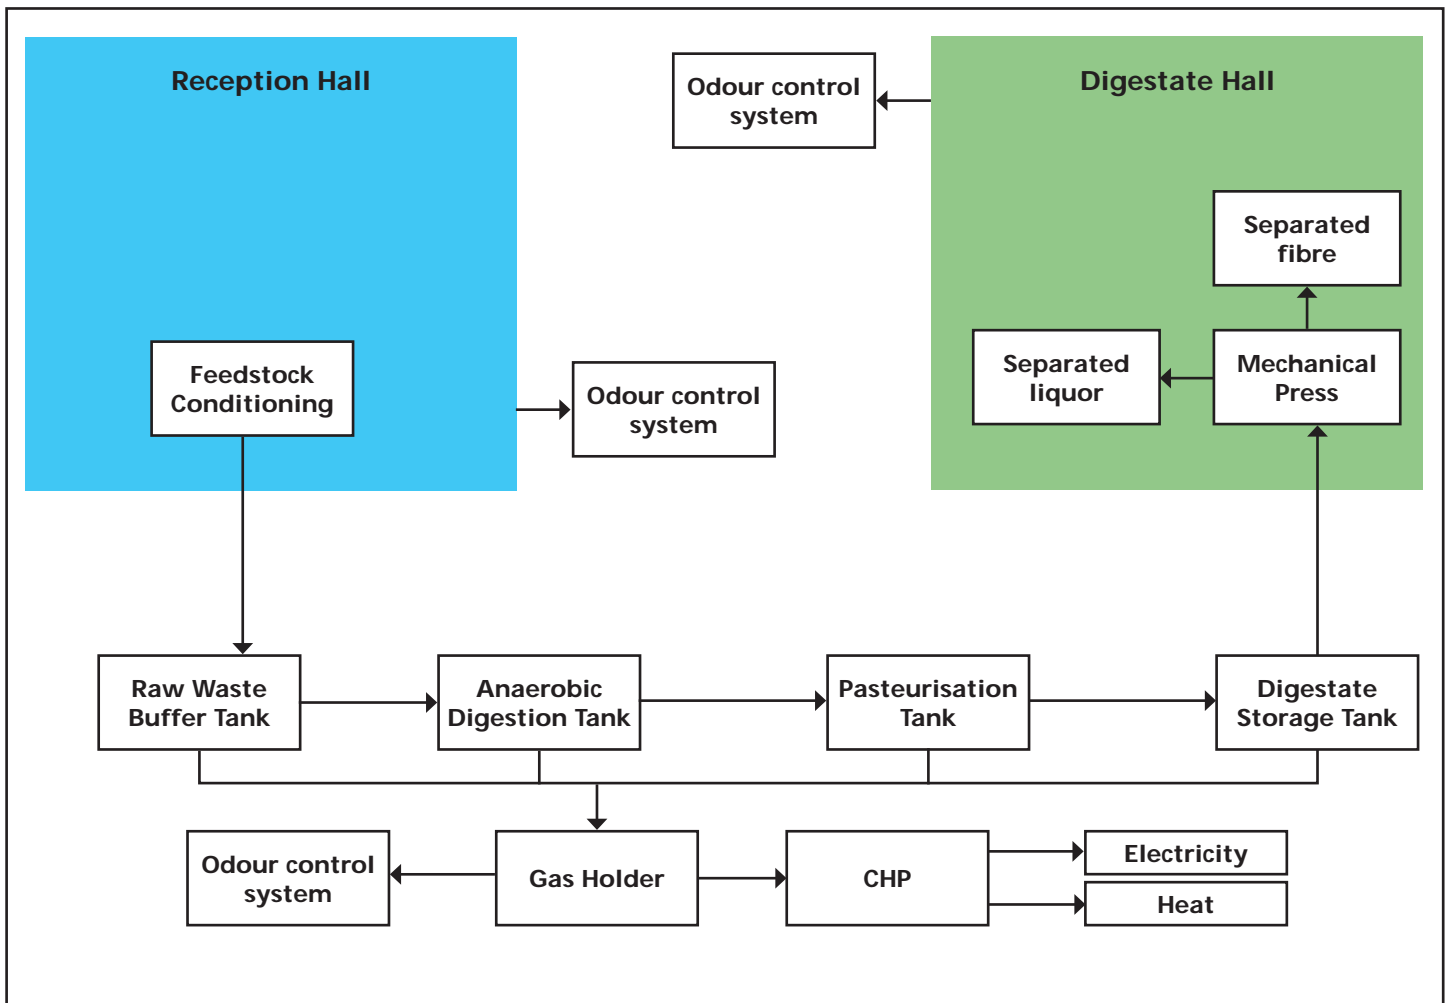 Reception Hall
Odour control
system
Digestate Hall
Separated
fibre
Feedstock
Conditioning
Odour control
system
Separated
liquor
Mechanical
Press
Raw Waste
Buffer Tank
Anaerobic
Digestion Tank
Pasteurisation
Tank
Digestate
Storage Tank
Odour control
system
Gas Holder
CHP
Electricity
Heat